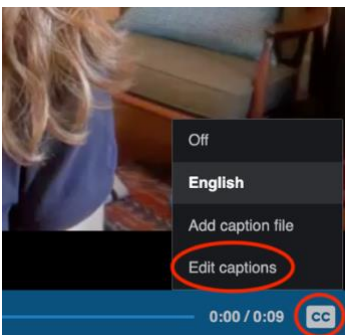 Off
English
Add caption file
Edit captions
0:00 / 0:09 CC